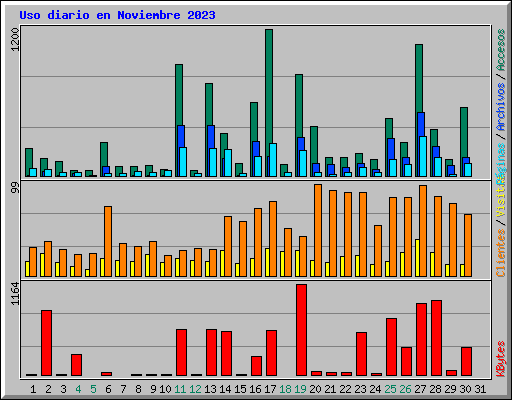 Uso diario en Noviembre 2023
1200
99
1164
Clientes / Visitas
Páginas / Archivos / Accesos
KBytes
1 2 3 4 5 6 7 8 9 10 11 12 13 14 15 16 17 18 19 20 21 22 23 24 25 26 27 28 29 30 31